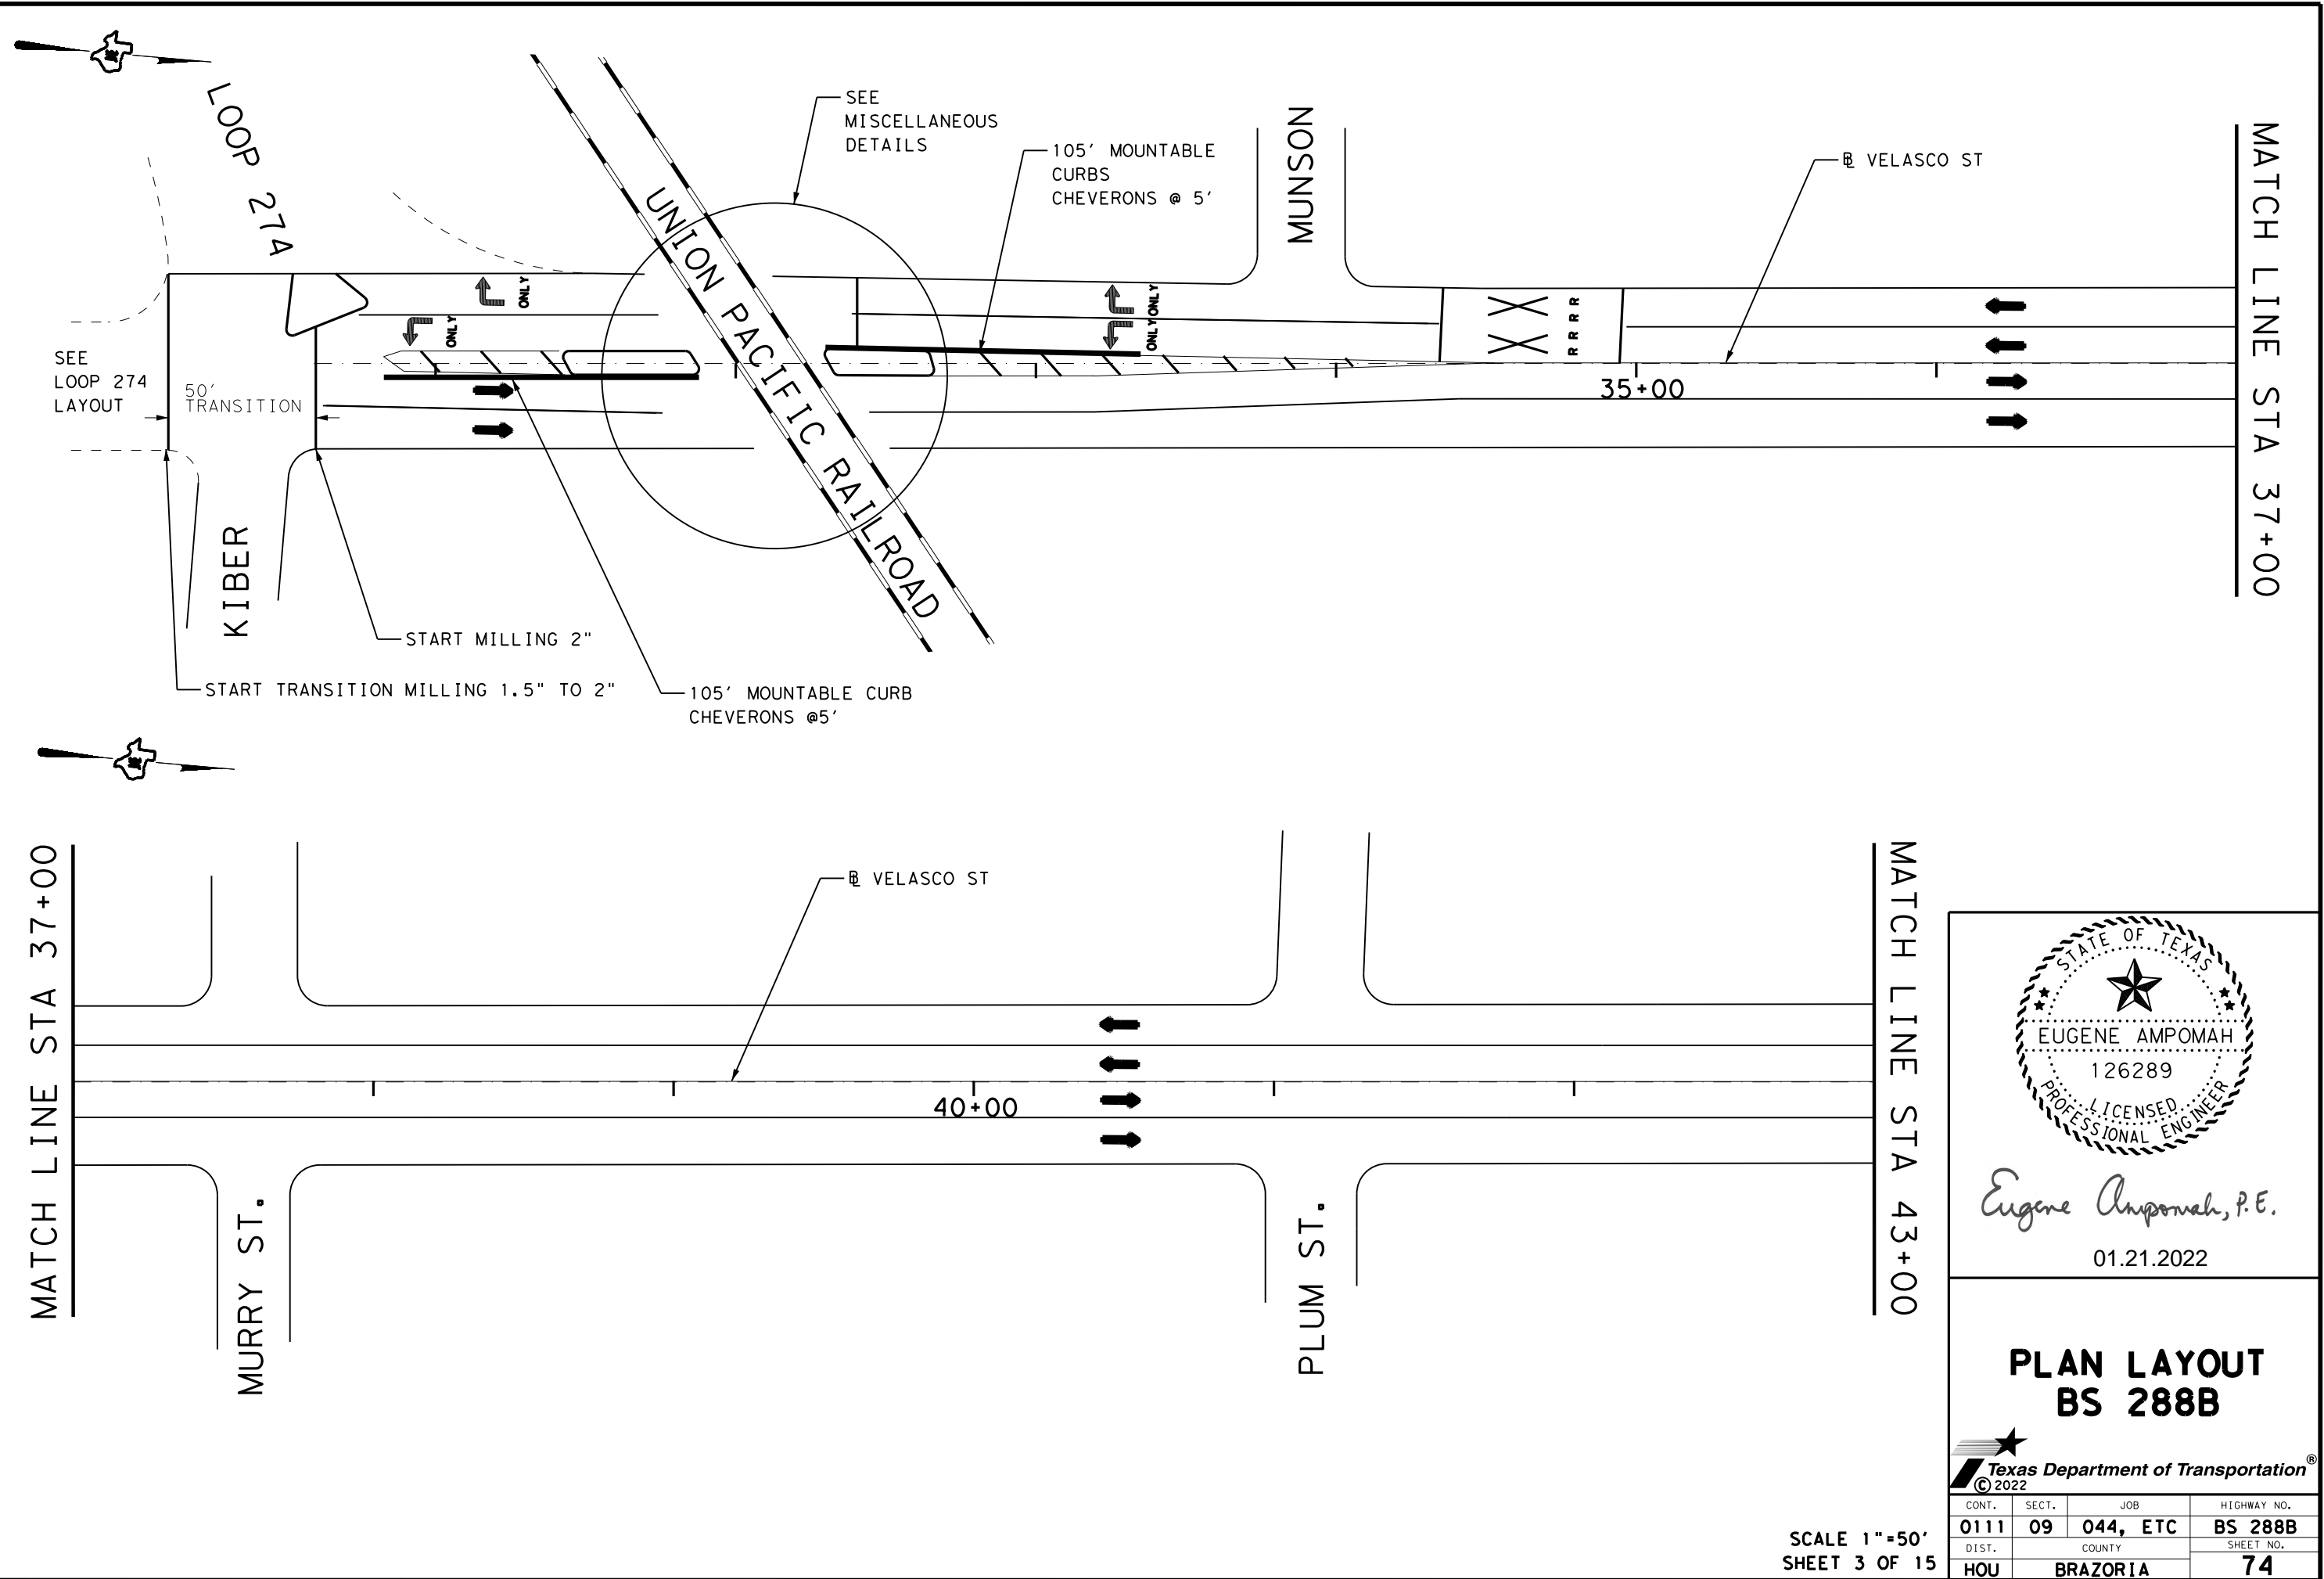 LOOP 274
SEE
MISCELLANEOUS
DETAILS
105' MOUNTABLE
CURBS
CHEVERONS @ 5'
MUNSON
℄ VELASCO ST
MATCH LINE STA 37+00
UNION PACIFIC RAILROAD
ONLY
ONLY
ONLY
ONLY
R R
R R
SEE
LOOP 274
LAYOUT
50'
TRANSITION
35+00
KIBER
START MILLING 2"
START TRANSITION MILLING 1.5" TO 2"
105' MOUNTABLE CURB
CHEVERONS @5'
MATCH LINE STA 37+00
℄ VELASCO ST
40+00
MURRY ST.
PLUM ST.
MATCH LINE STA 43+00
STATE OF TEXAS
EUGENE AMPOMAH
126289
LICENSED
PROFESSIONAL ENGINEER
Eugene Ampomah, P.E.
01.21.2022
PLAN LAYOUT
BS 288B
Texas Department of Transportation®
© 2022
CONT. SECT. JOB HIGHWAY NO.
0111 09 044, ETC BS 288B
DIST. COUNTY SHEET NO.
HOU BRAZORIA 74
SCALE 1"=50'
SHEET 3 OF 15